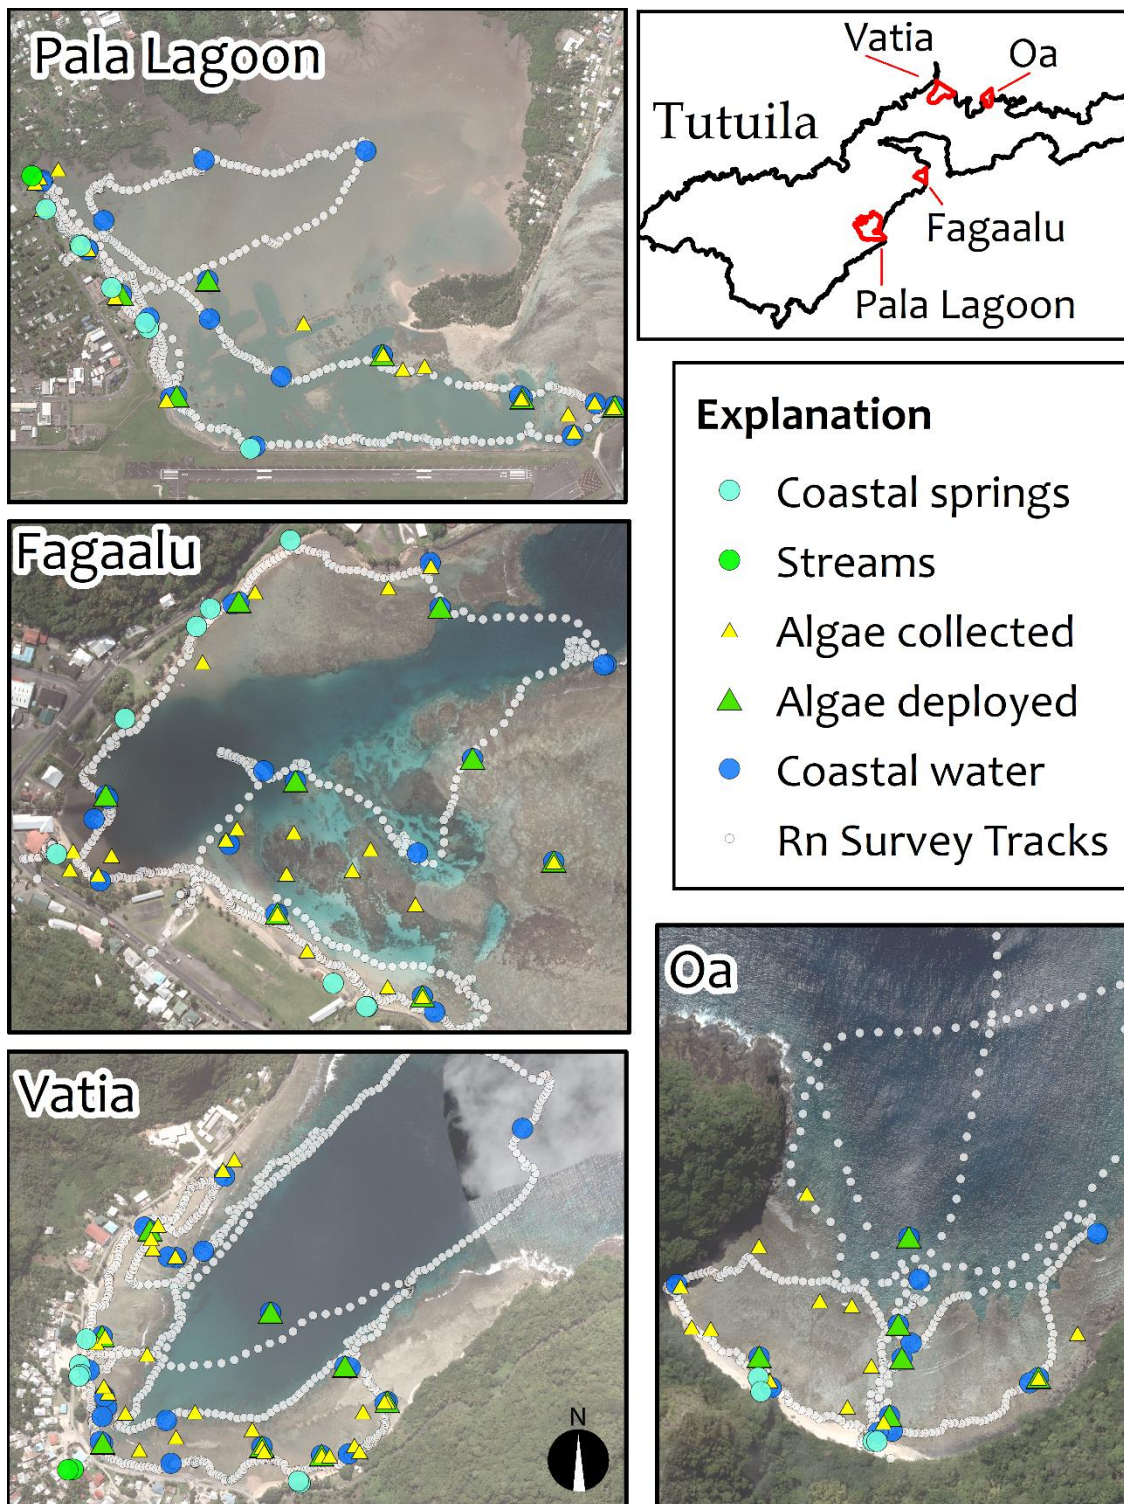 Pala Lagoon
Vatia
Oa
Tutuila
Fagaalu
Pala Lagoon
Explanation
Coastal springs
Streams
Algae collected
Algae deployed
Coastal water
Rn Survey Tracks
Fagaalu
Oa
Vatia
N